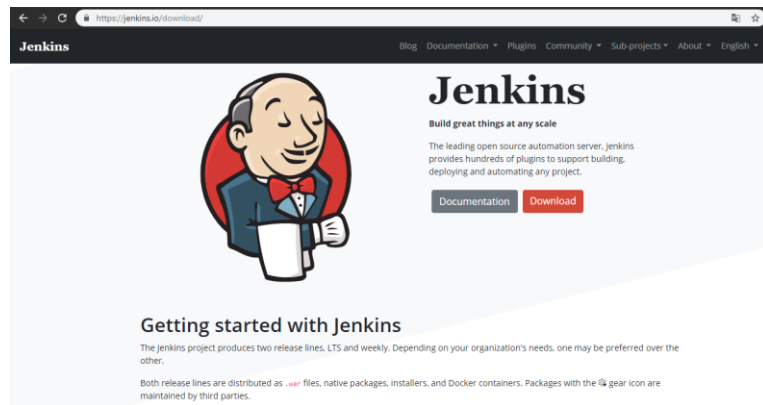 https://jenkins.io/download/
Jenkins
Blog Documentation Plugins Community Sub-projects About English
Jenkins
Build great things at any scale
The leading open source automation server, Jenkins
provides hundreds of plugins to support building,
deploying and automating any project.
Documentation Download
Getting started with Jenkins
The Jenkins project produces two release lines, LTS and weekly. Depending on your organization's needs, one may be preferred over the
other.
Both release lines are distributed as .war files, native packages, installers, and Docker containers. Packages with the gear icon are
maintained by third parties.